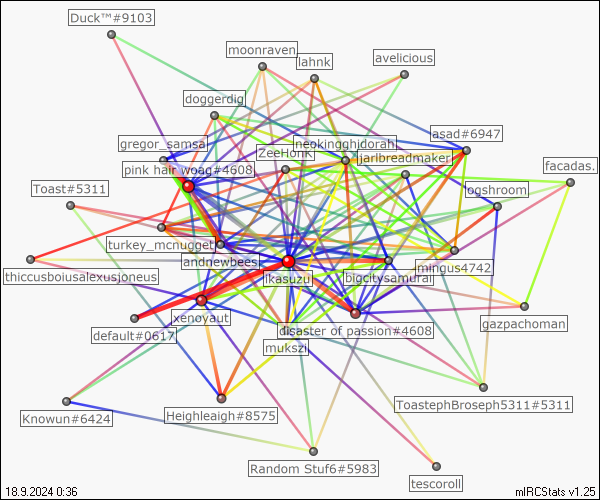 Duck™#9103
moonraven
lahnk
avelicious
doggerdig
asad#6947
gregor_samsa
neokingghidorah
ZeeHonk
jaribreadmaker
pink hair woag#4608
facadas.
Toast#5311
ogshroom
turkey_mcnugget
andnewbees
mingus4742
thiccusboiusalexusjoneus
ikasuzu
bigcitysamurai
xenoyaut
gazpachoman
default#0617
disaster of passion#4608
mukszi
ToastephBroseph5311#5311
Knowun#6424
Heighleaigh#8575
Random Stuf6#5983
tescoroll
18.9.2024 0:36
mIRCStats v1.25